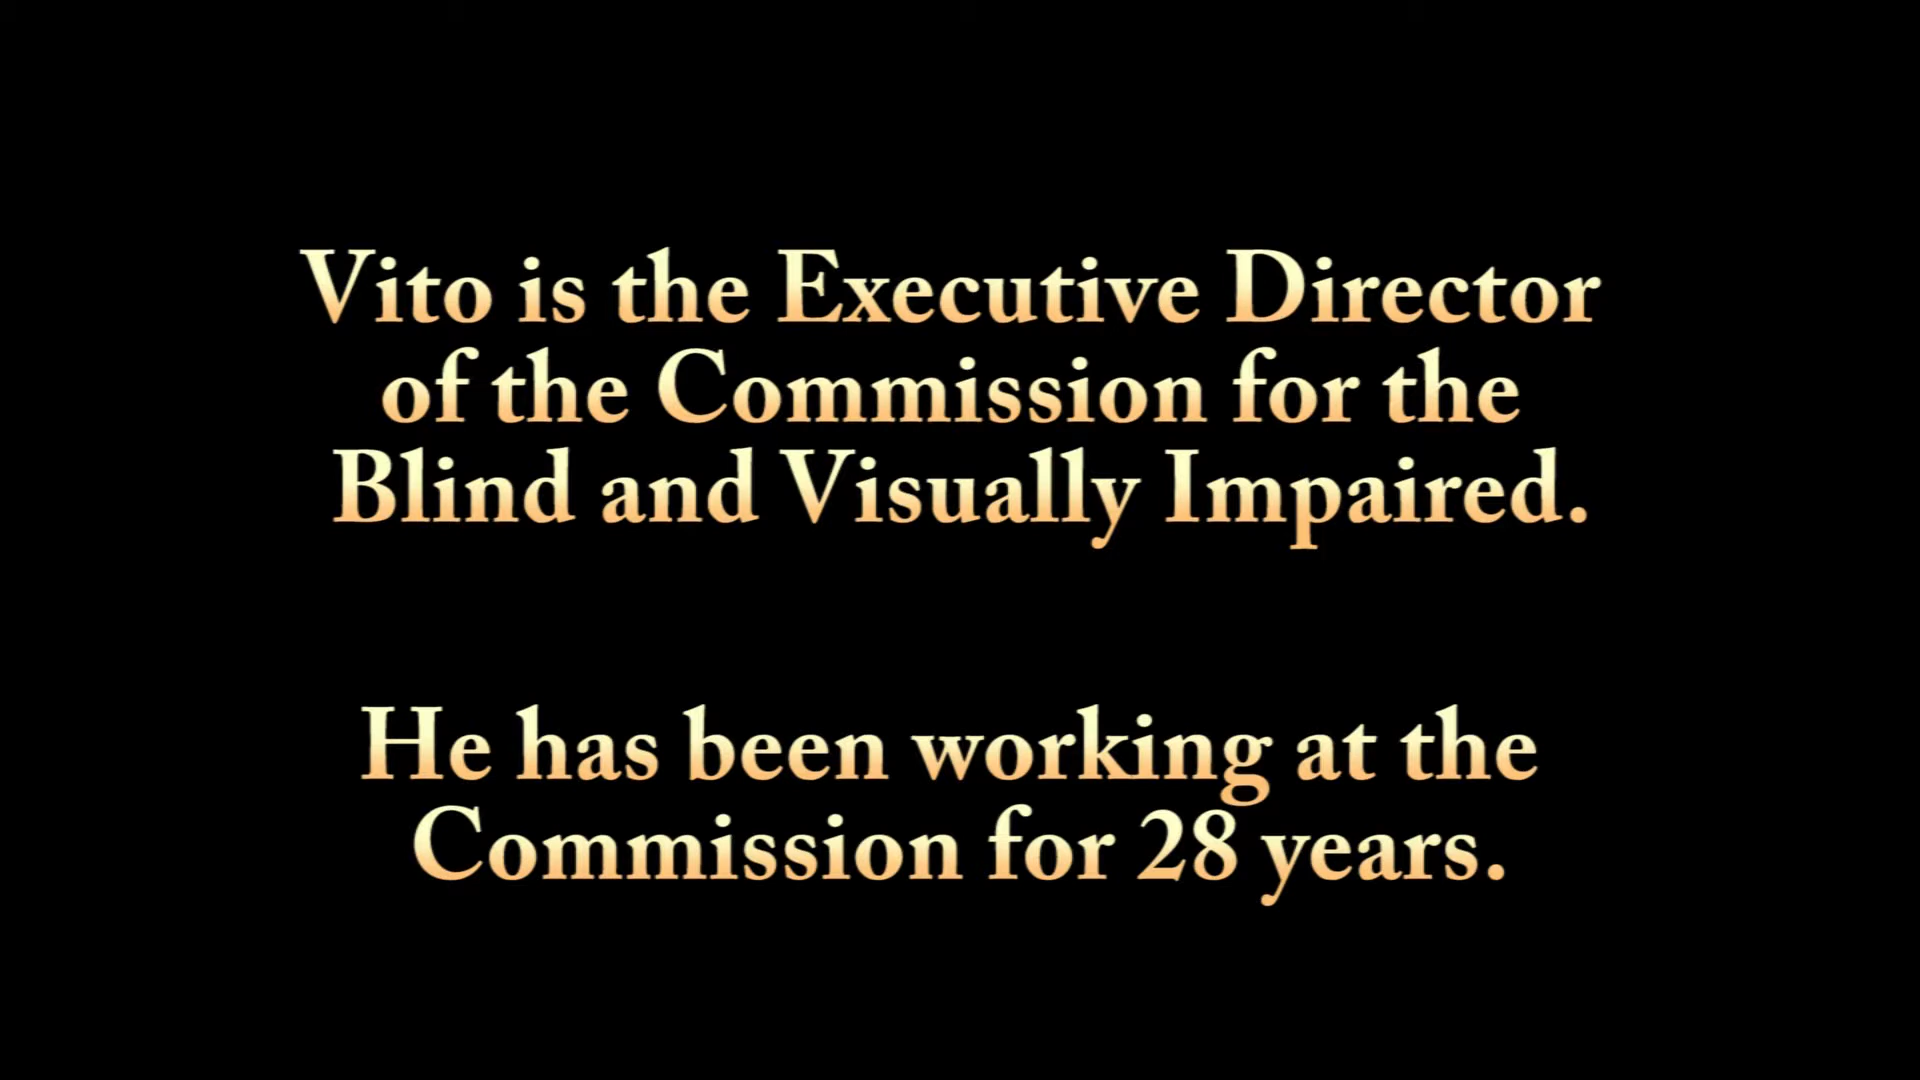 Vito is the Executive Director
of the Commission for the
Blind and Visually Impaired.
He has been working at the
Commission for 28 years.